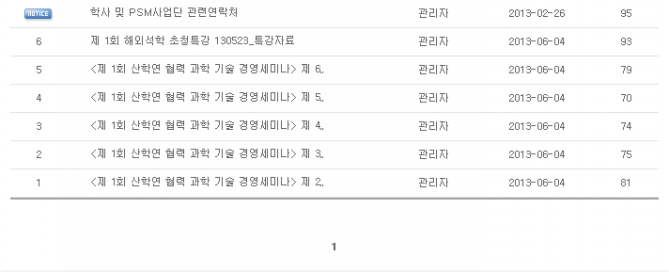 NOTICE 학사 및 PSM사업단 관련연락처 관리자 2013-02-26 95
6 제 1회 해외석학 초청특강 130523_특강자료 관리자 2013-06-04 93
5 <제 1회 산학연 협력 과학 기술 경영세미나> 제 6. 관리자 2013-06-04 79
4 <제 1회 산학연 협력 과학 기술 경영세미나> 제 5. 관리자 2013-06-04 70
3 <제 1회 산학연 협력 과학 기술 경영세미나> 제 4. 관리자 2013-06-04 74
2 <제 1회 산학연 협력 과학 기술 경영세미나> 제 3. 관리자 2013-06-04 75
1 <제 1회 산학연 협력 과학 기술 경영세미나> 제 2. 관리자 2013-06-04 81
1